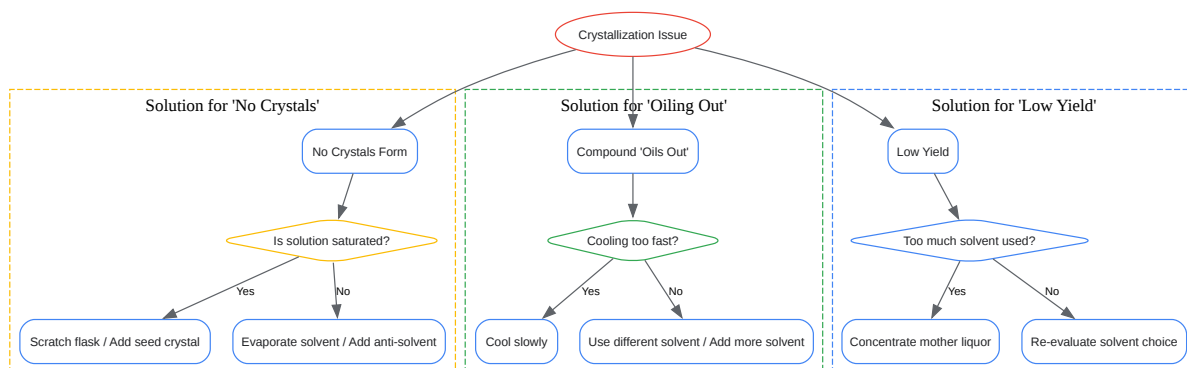 Crystallization Issue
Solution for 'No Crystals'
Solution for 'Oiling Out'
Solution for 'Low Yield'
No Crystals Form
Compound 'Oils Out'
Low Yield
Is solution saturated?
Cooling too fast?
Too much solvent used?
Yes
No
Yes
No
Yes
No
Scratch flask / Add seed crystal
Evaporate solvent / Add anti-solvent
Cool slowly
Use different solvent / Add more solvent
Concentrate mother liquor
Re-evaluate solvent choice